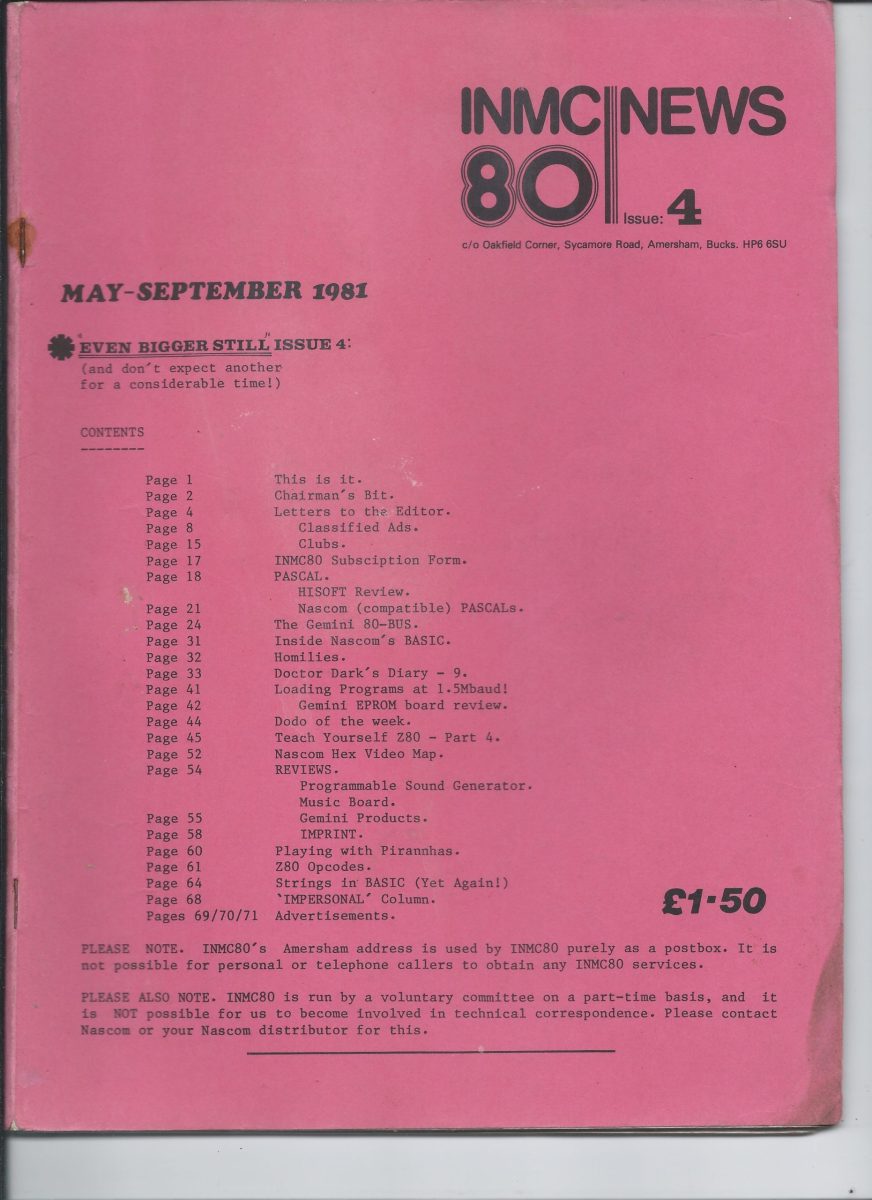 INMC NEWS
80 Issue: 4
c/o Oakfield Corner, Sycamore Road, Amersham, Bucks. HP6 6SU
MAY-SEPTEMBER 1981
"EVEN BIGGER STILL" ISSUE 4:
(and don't expect another
for a considerable time!)
CONTENTS
--------
Page 1 This is it.
Page 2 Chairman's Bit.
Page 4 Letters to the Editor.
Page 8 Classified Ads.
Page 15 Clubs.
Page 17 INMC80 Subsciption Form.
Page 18 PASCAL.
HISOFT Review.
Page 21 Nascom (compatible) PASCALs.
Page 24 The Gemini 80-BUS.
Page 31 Inside Nascom's BASIC.
Page 32 Homilies.
Page 33 Doctor Dark's Diary - 9.
Page 41 Loading Programs at 1.5Mbaud!
Page 42 Gemini EPROM board review.
Page 44 Dodo of the week.
Page 45 Teach Yourself Z80 - Part 4.
Page 52 Nascom Hex Video Map.
Page 54 REVIEWS.
Programmable Sound Generator.
Music Board.
Page 55 Gemini Products.
Page 58 IMPRINT.
Page 60 Playing with Pirannhas.
Page 61 Z80 Opcodes.
Page 64 Strings in BASIC (Yet Again!)
Page 68 `IMPERSONAL' Column.
Pages 69/70/71 Advertisements.
£1·50
PLEASE NOTE. INMC80's Amersham address is used by INMC80 purely as a postbox. It is
not possible for personal or telephone callers to obtain any INMC80 services.
PLEASE ALSO NOTE. INMC80 is run by a voluntary committee on a part-time basis, and it
is NOT possible for us to become involved in technical correspondence. Please contact
Nascom or your Nascom distributor for this.